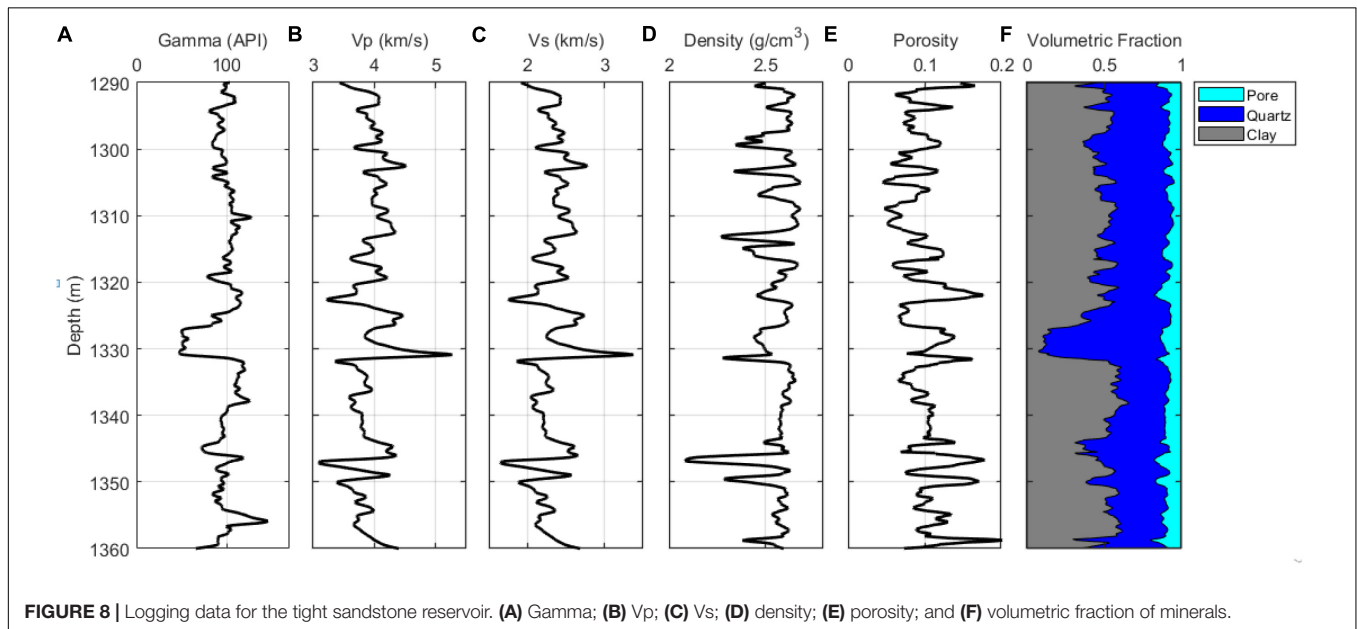 A Gamma (API) B Vp (km/s) C Vs (km/s) D Density (g/cm³) E Porosity F Volumetric Fraction
0 100 3 4 5 2 3 2 2.5 0 0.1 0.2 0 0.5 1
1290
1300
1310
1320
1330
1340
1350
1360
Depth (m)
Pore
Quartz
Clay
FIGURE 8 | Logging data for the tight sandstone reservoir. (A) Gamma; (B) Vp; (C) Vs; (D) density; (E) porosity; and (F) volumetric fraction of minerals.